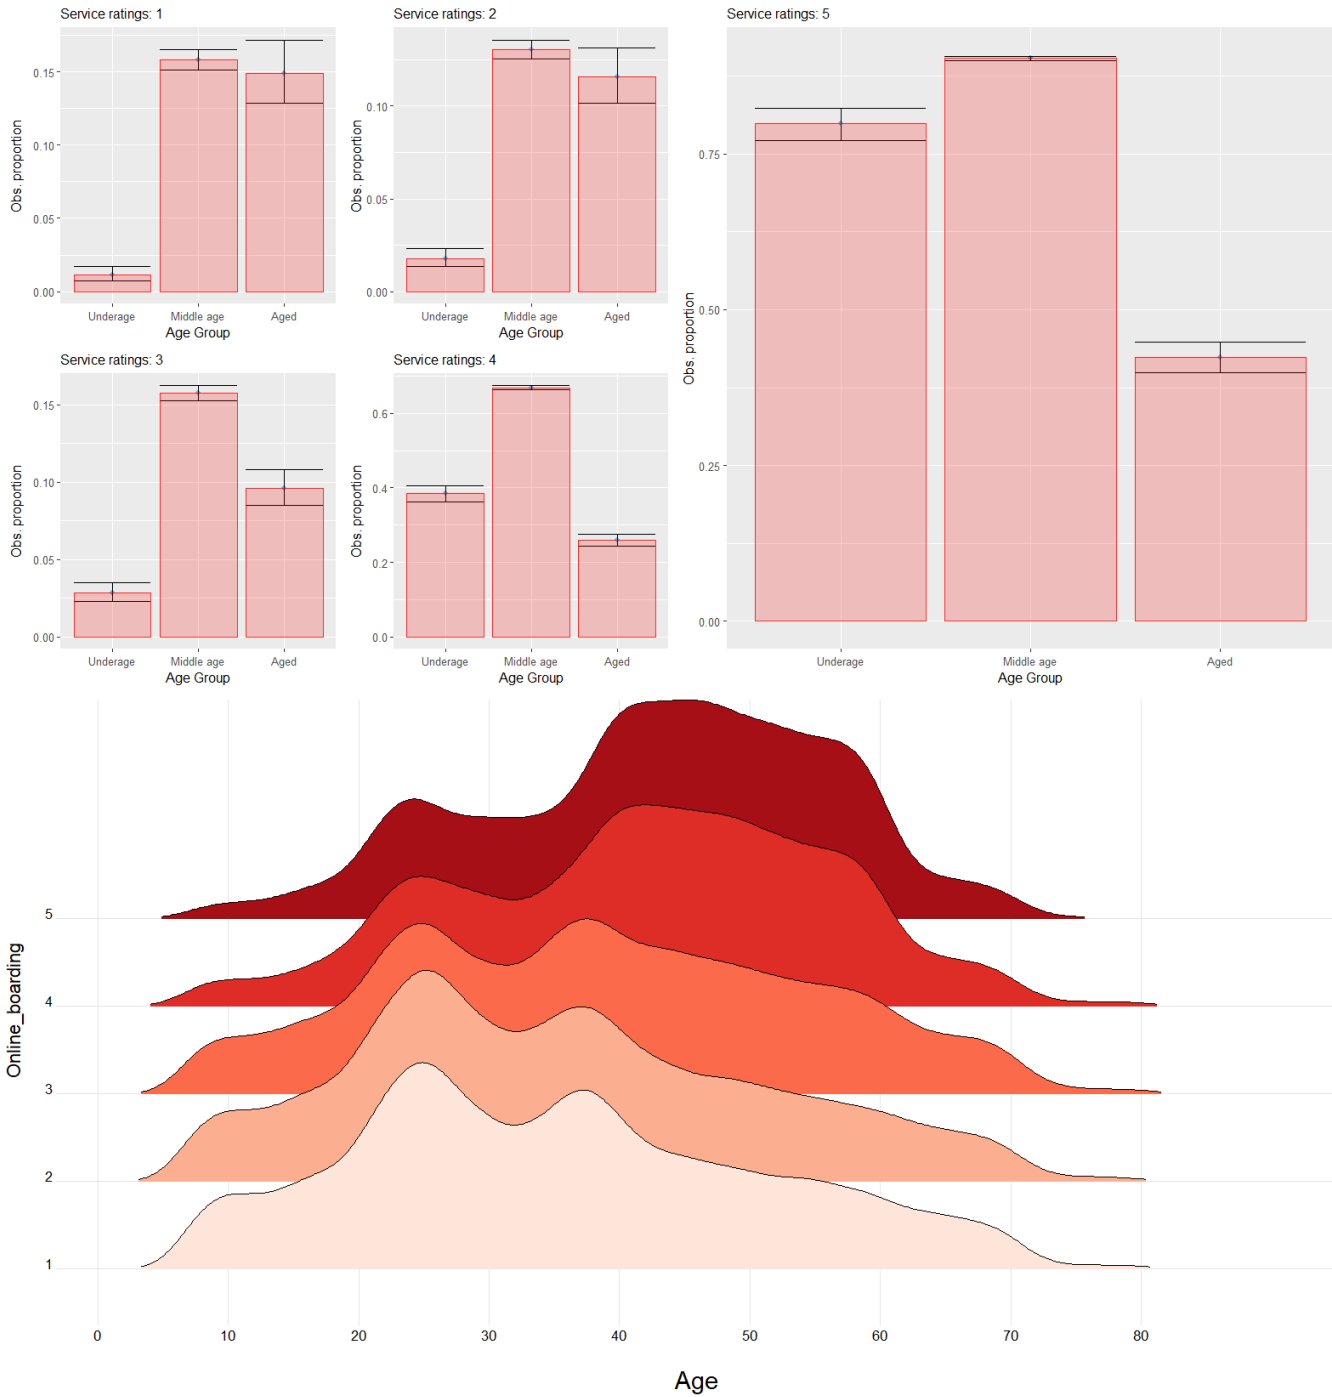 Service ratings: 1
Obs. proportion
0.15
0.10
0.05
0.00
Underage Middle age Aged
Age Group
Service ratings: 2
Obs. proportion
0.10
0.05
0.00
Underage Middle age Aged
Age Group
Service ratings: 5
Obs. proportion
0.75
0.50
0.25
0.00
Underage Middle age Aged
Age Group
Service ratings: 3
Obs. proportion
0.15
0.10
0.05
0.00
Underage Middle age Aged
Age Group
Service ratings: 4
Obs. proportion
0.6
0.4
0.2
0.0
Underage Middle age Aged
Age Group
Online_boarding
5
4
3
2
1
0 10 20 30 40 50 60 70 80
Age